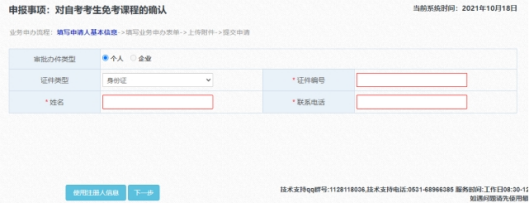 申报事项：对自考考生免考课程的确认
当前系统时间：2021年10月18日
业务申办流程：填写申请人基本信息->填写业务申办表单->上传附件->提交申请
审批办件类型 个人 企业
证件类型 身份证 *证件编号
*姓名 *联系电话
使用注册人信息 下一步
技术支持qq群号:1128118036,技术支持电话:0531-68966385 服务时间:工作日08:30-12
如遇问题请先使用